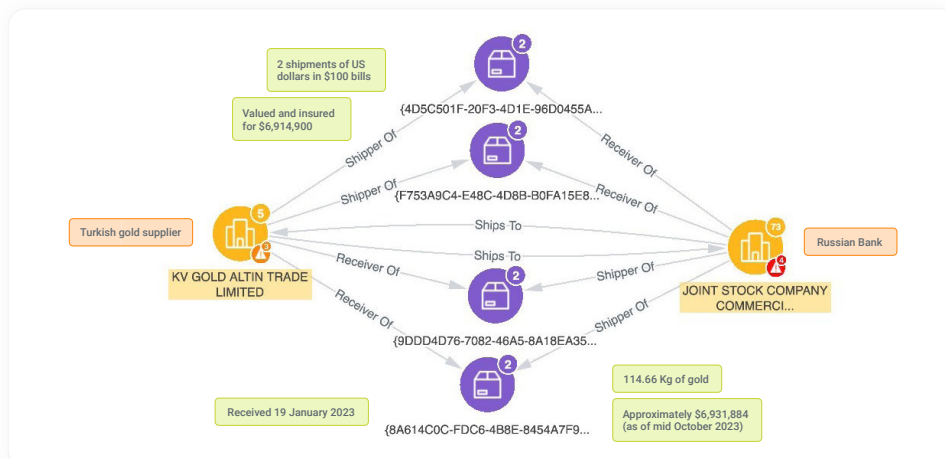 2
2 shipments of US
dollars in $100 bills
Valued and insured
for $6,914,900
{4D5C501F-20F3-4D1E-96D0455A...
Shipper Of
Receiver Of
2
{F753A9C4-E48C-4D8B-B0FA15E8...
Shipper Of
Receiver Of
Turkish gold supplier
5
3
KV GOLD ALTIN TRADE
LIMITED
Ships To
Ships To
73
4
Russian Bank
JOINT STOCK COMPANY
COMMERCI...
Receiver Of
Shipper Of
2
{9DDD4D76-7082-46A5-8A18EA35...
Receiver Of
Shipper Of
2
{8A614C0C-FDC6-4B8E-8454A7F9...
Received 19 January 2023
114.66 Kg of gold
Approximately $6,931,884
(as of mid October 2023)